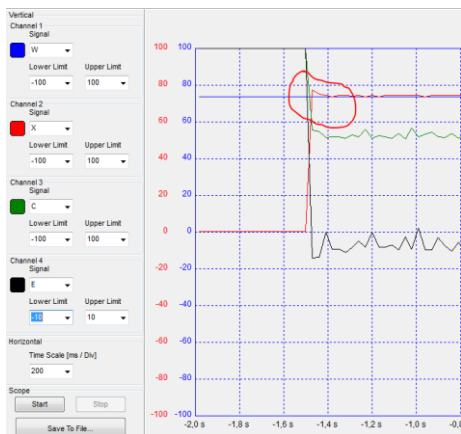 Vertical
Channel 1
Signal
W
Lower Limit Upper Limit
-100 100
Channel 2
Signal
X
Lower Limit Upper Limit
-100 100
Channel 3
Signal
C
Lower Limit Upper Limit
-100 100
Channel 4
Signal
E
Lower Limit Upper Limit
-10 10
Horizontal
Time Scale [ms / Div]
200
Scope
Start Stop
Save To File...
100 100
80 80
60 60
40 40
20 20
0 0
-20 -20
-40 -40
-60 -60
-80 -80
-100 -100
-2,0 s -1,8 s -1,6 s -1,4 s -1,2 s -1,0 s -0,8